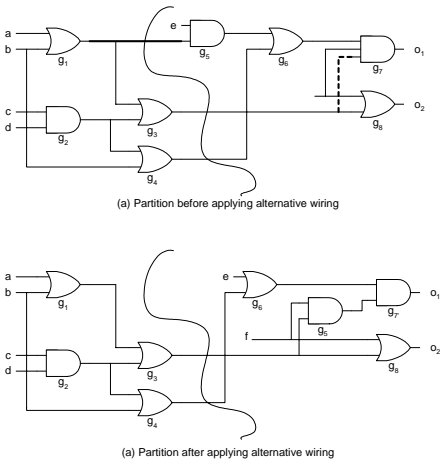 a
b
c
d
e
g1
g2
g3
g4
g5
g6
g7
g8
o1
o2
(a) Partition before applying alternative wiring
a
b
c
d
e
f
g1
g2
g3
g4
g6
g5
g7'
g8
o1
o2
(a) Partition after applying alternative wiring